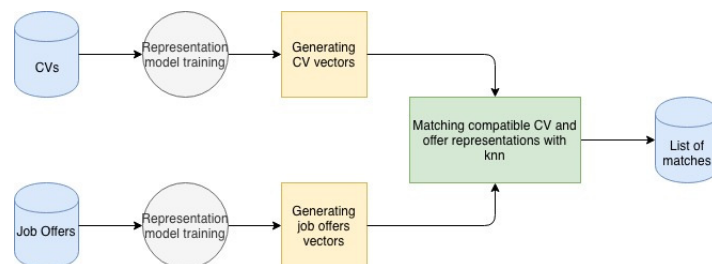 CVs
Representation
model training
Generating
CV vectors
Matching compatible CV and
offer representations with
knn
List of
matches
Job Offers
Representation
model training
Generating
job offers
vectors